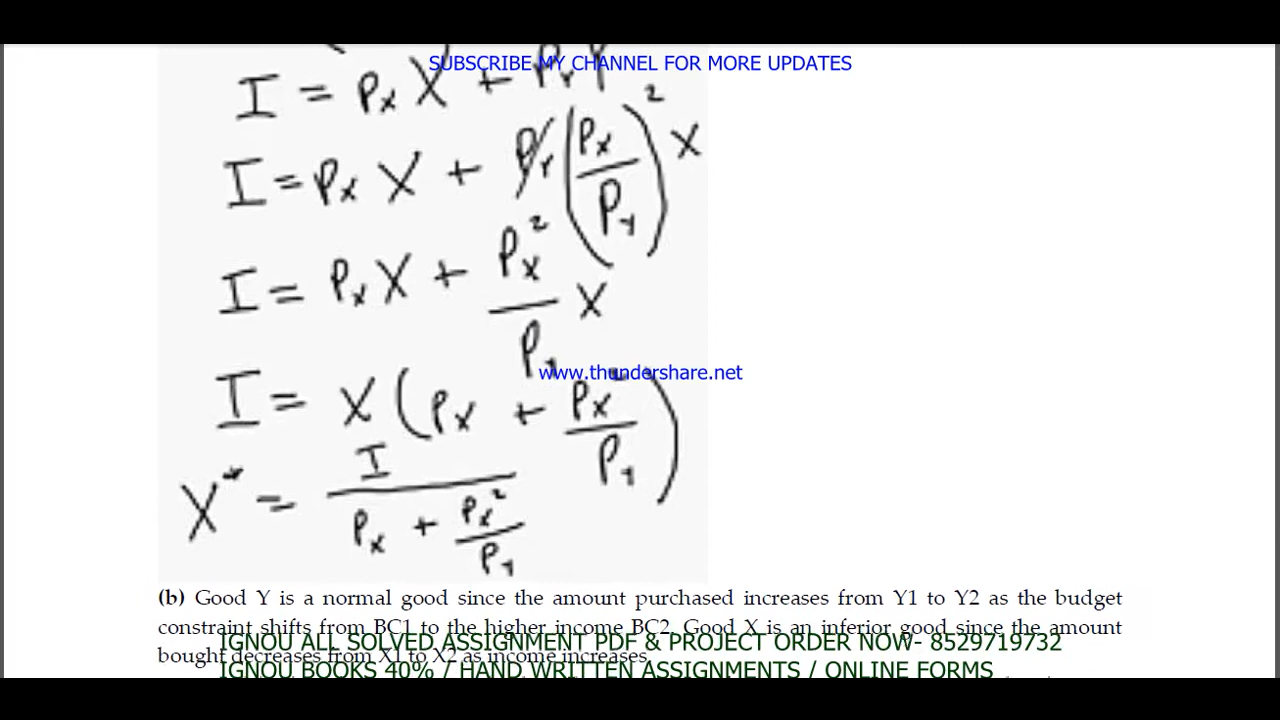 SUBSCRIBE MY CHANNEL FOR MORE UPDATES
I = Px X + PY Y
I = Px X + PY (Px / PY)² X
I = Px X + Px² / PY X
www.thundershare.net
I = X (Px + Px² / PY)
X* = I / (Px + Px² / PY)
(b) Good Y is a normal good since the amount purchased increases from Y1 to Y2 as the budget
constraint shifts from BC1 to the higher income BC2. Good X is an inferior good since the amount
IGNOU ALL SOLVED ASSIGNMENT PDF & PROJECT ORDER NOW- 8529719732
bought decreases from X1 to X2 as income increases
IGNOU BOOKS 40% / HAND WRITTEN ASSIGNMENTS / ONLINE FORMS